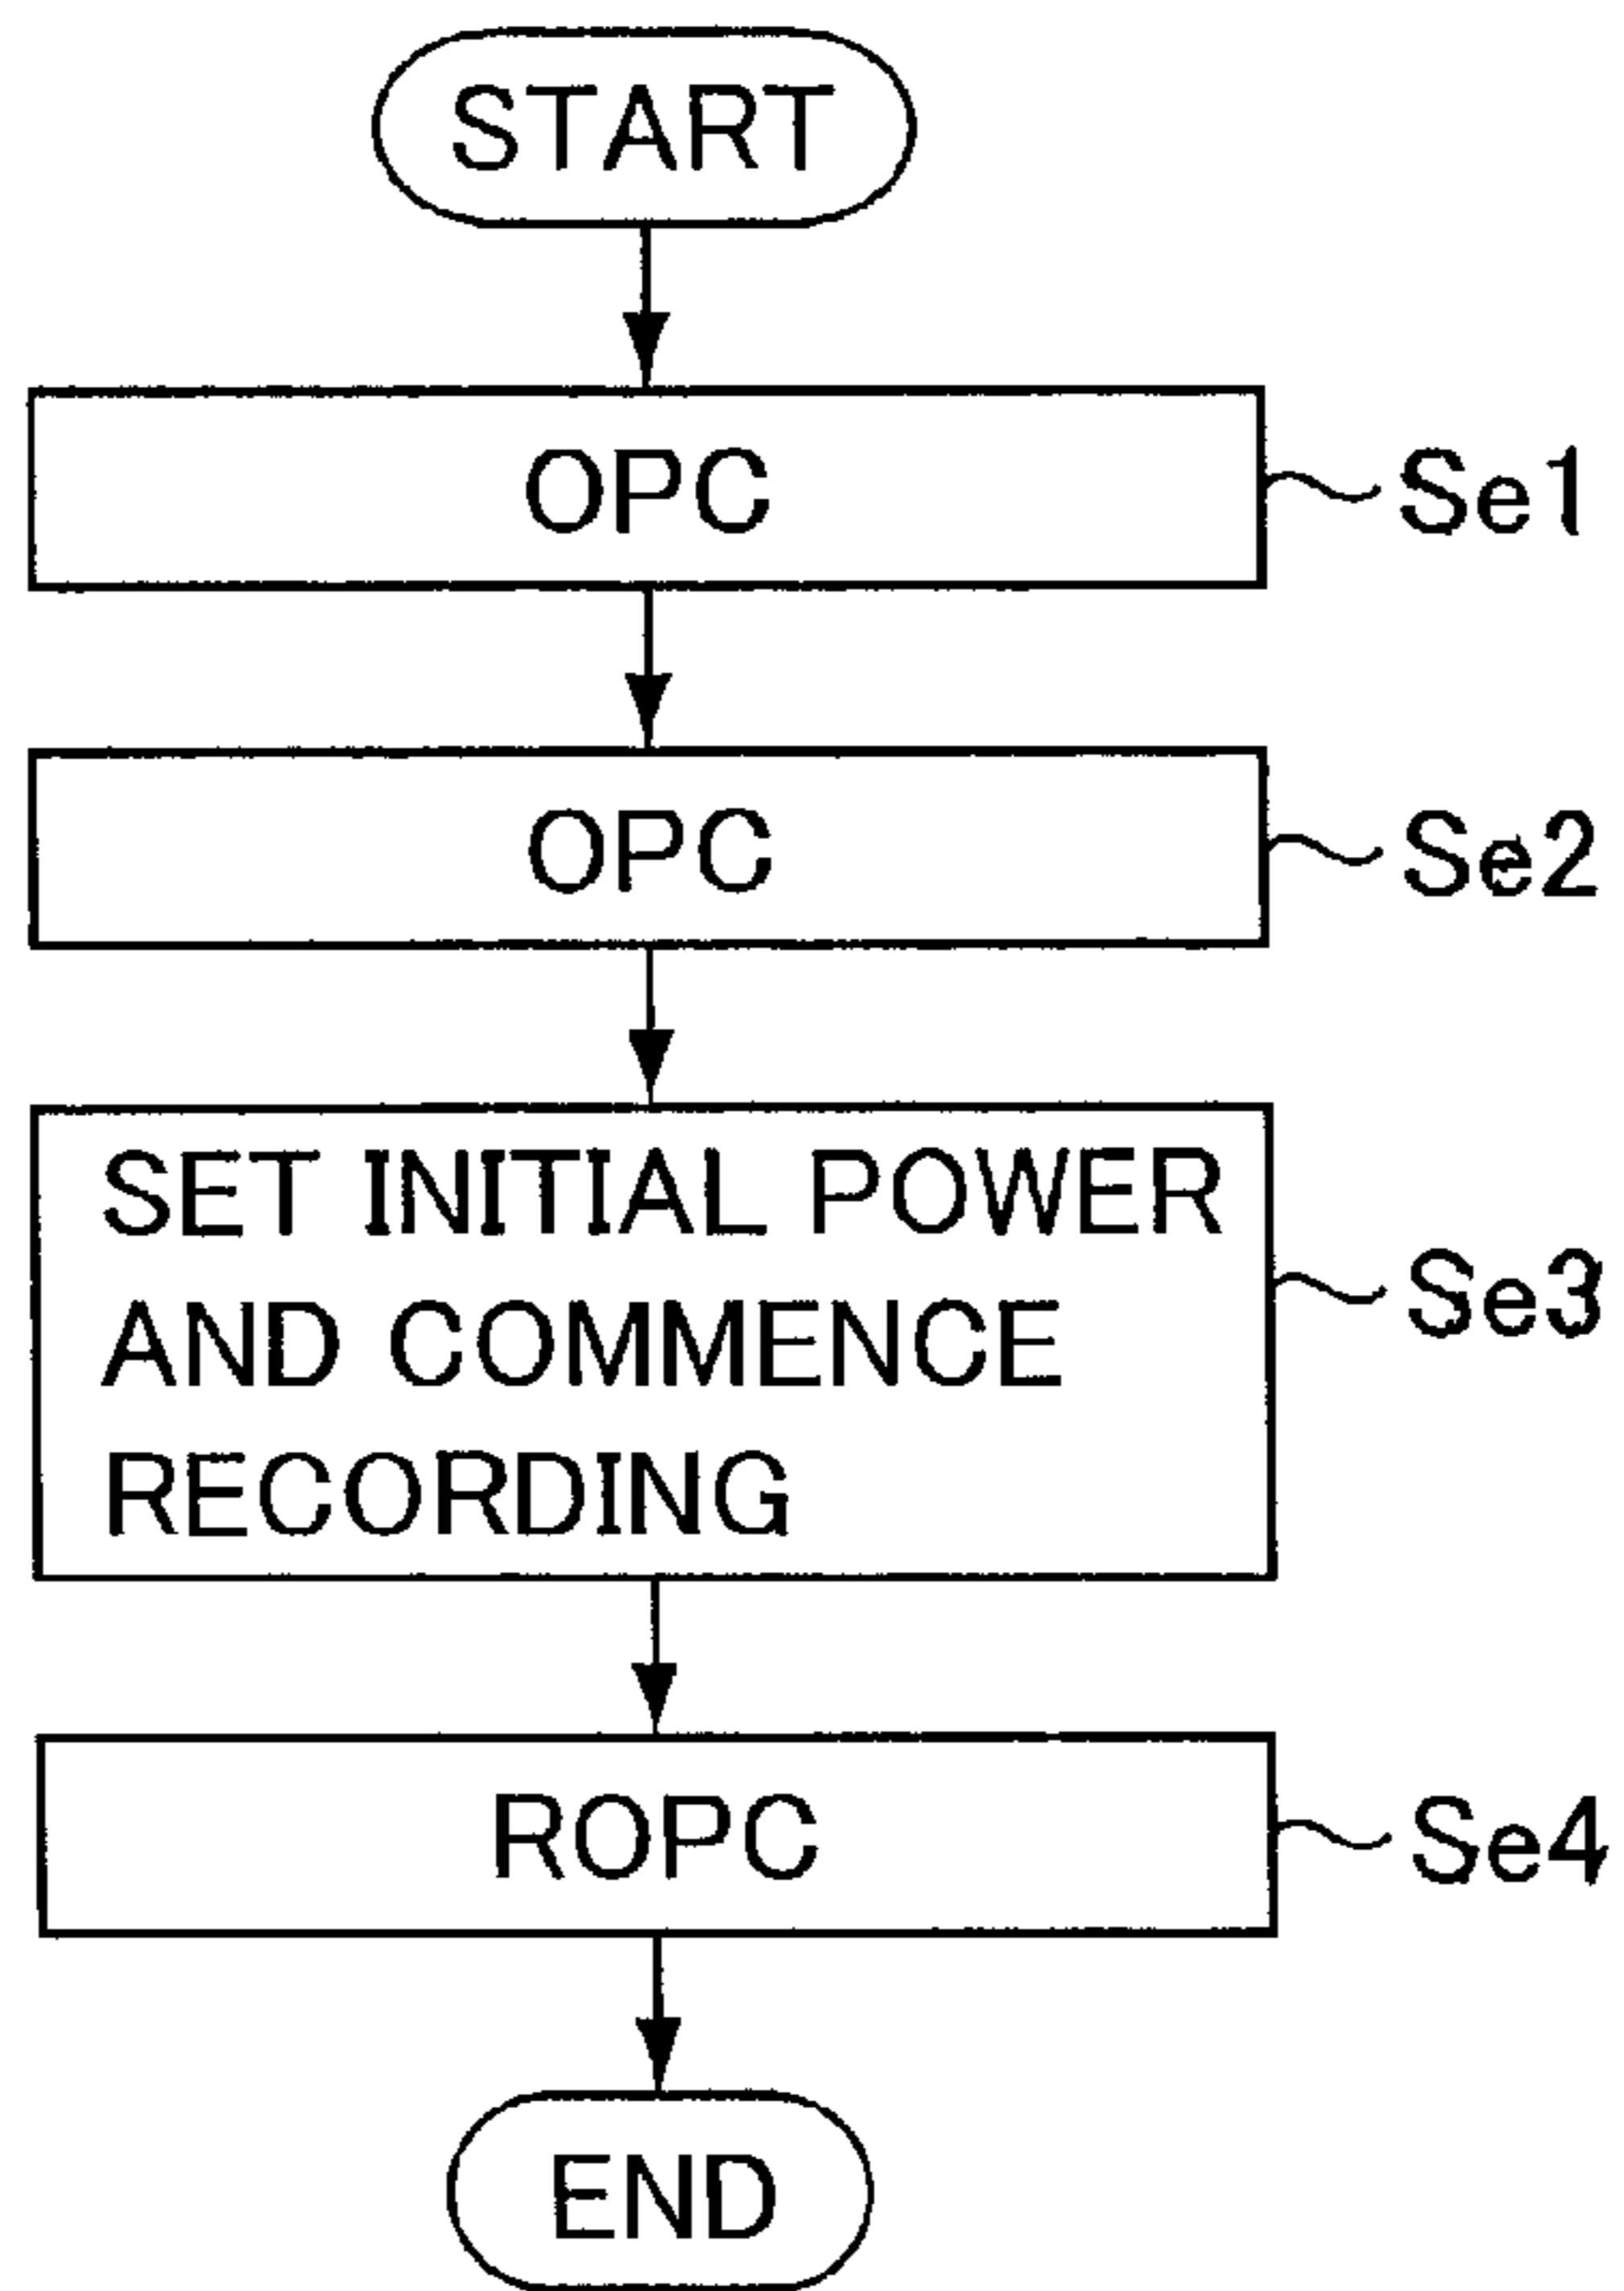 START
OPC Se1
OPC Se2
SET INITIAL POWER
AND COMMENCE
RECORDING
Se3
ROPC Se4
END